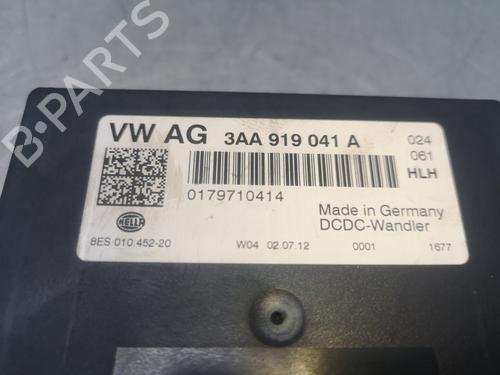 VW AG 3AA 919 041 A 024
061
HLH
0179710414
HELLA
Made in Germany
DCDC-Wandler
8ES 010.452-20 W04 02.07.12 0001 1677
B-PARTS